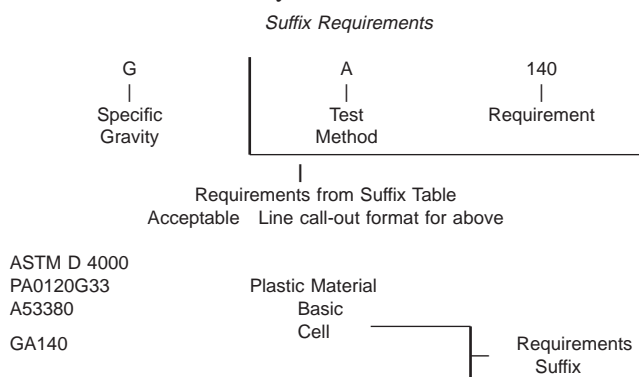 Suffix Requirements
G A 140
Specific Gravity
Test Method
Requirement
Requirements from Suffix Table
Acceptable Line call-out format for above
ASTM D 4000
PA0120G33 Plastic Material
A53380 Basic
Cell
GA140 Requirements
Suffix